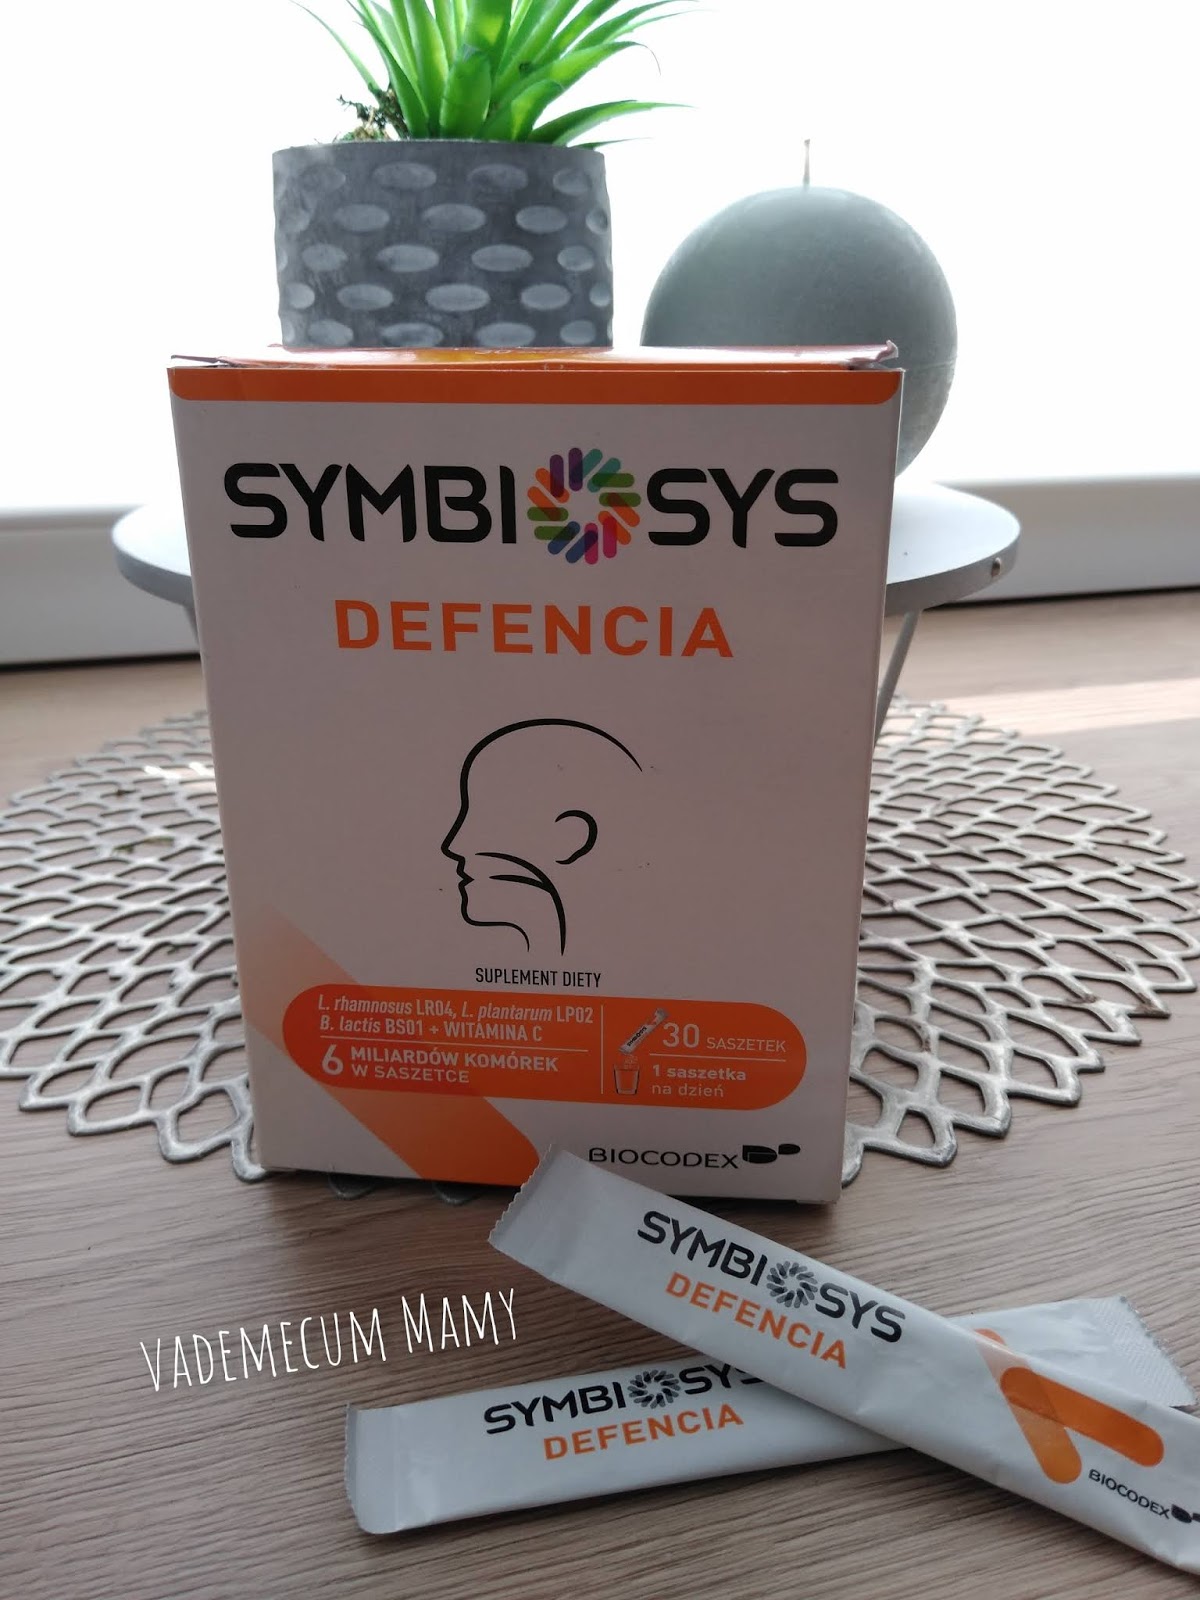 SYMBIOSYS
DEFENCIA
SUPLEMENT DIETY
L. rhamnosus LR04, L. plantarum LP02
B. lactis BS01 + WITAMINA C
6 MILIARDÓW KOMÓREK
W SASZETCE
30 SASZETEK
1 saszetka
na dzień
BIOCODEX
SYMBIOSYS
DEFENCIA
BIOCODEX
SYMBIOSYS
DEFENCIA
VADEMECUM MAMY